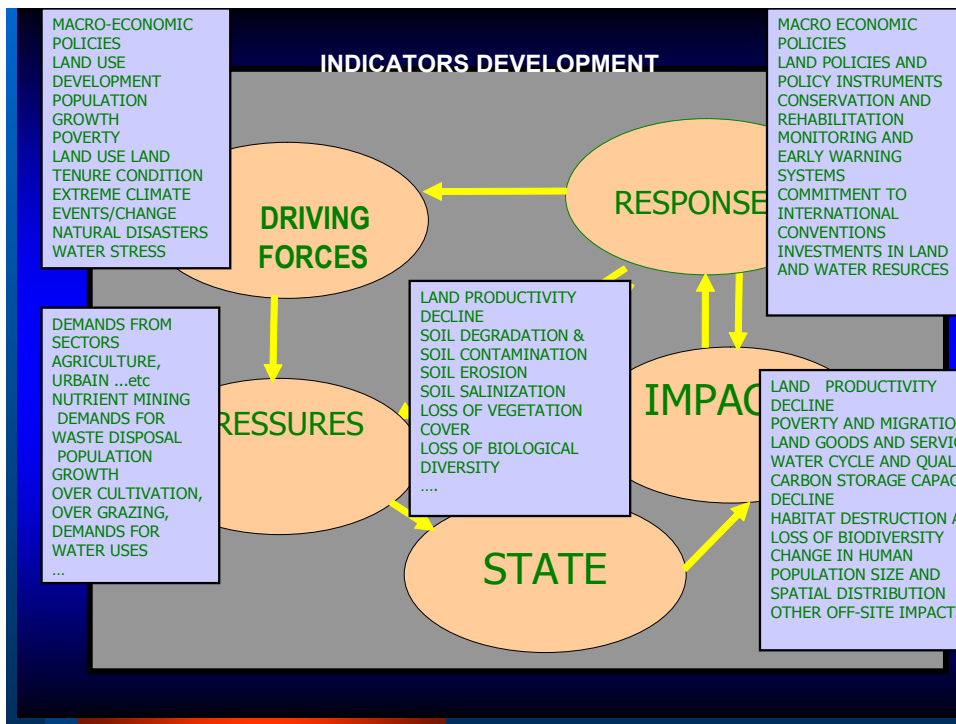 INDICATORS DEVELOPMENT
MACRO-ECONOMIC
POLICIES
LAND USE
DEVELOPMENT
POPULATION
GROWTH
POVERTY
LAND USE LAND
TENURE CONDITION
EXTREME CLIMATE
EVENTS/CHANGE
NATURAL DISASTERS
WATER STRESS
DRIVING
FORCES
RESPONSE
MACRO ECONOMIC
POLICIES
LAND POLICIES AND
POLICY INSTRUMENTS
CONSERVATION AND
REHABILITATION
MONITORING AND
EARLY WARNING
SYSTEMS
COMMITMENT TO
INTERNATIONAL
CONVENTIONS
INVESTMENTS IN LAND
AND WATER RESURCES
DEMANDS FROM
SECTORS
AGRICULTURE,
URBAIN ...etc
NUTRIENT MINING
DEMANDS FOR
WASTE DISPOSAL
POPULATION
GROWTH
OVER CULTIVATION,
OVER GRAZING,
DEMANDS FOR
WATER USES
...
RESSURES
LAND PRODUCTIVITY
DECLINE
SOIL DEGRADATION &
SOIL CONTAMINATION
SOIL EROSION
SOIL SALINIZATION
LOSS OF VEGETATION
COVER
LOSS OF BIOLOGICAL
DIVERSITY
....
IMPAC
LAND PRODUCTIVITY
DECLINE
POVERTY AND MIGRATIO
LAND GOODS AND SERVIC
WATER CYCLE AND QUAL
CARBON STORAGE CAPAC
DECLINE
HABITAT DESTRUCTION A
LOSS OF BIODIVERSITY
CHANGE IN HUMAN
POPULATION SIZE AND
SPATIAL DISTRIBUTION
OTHER OFF-SITE IMPACT
STATE